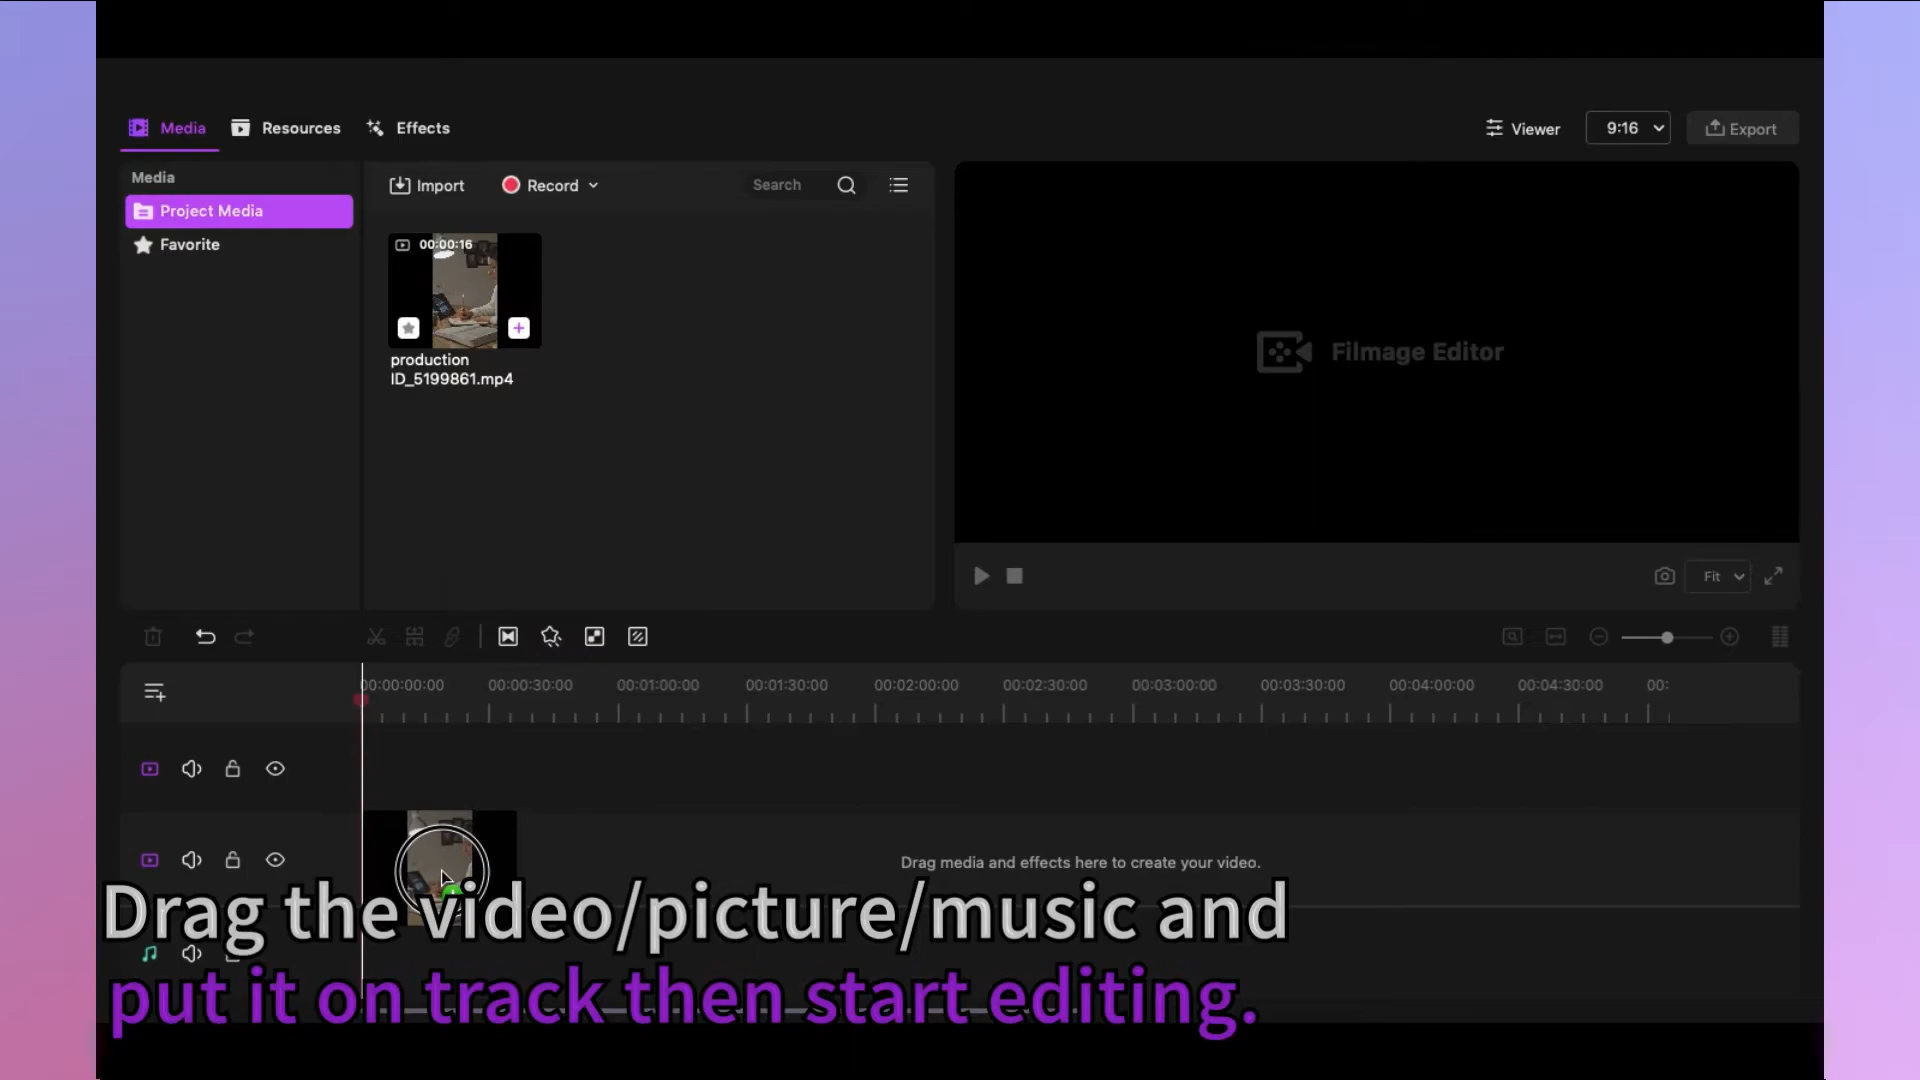 Media
Resources
Effects
Viewer
9:16
Export
Media
Project Media
Favorite
Import
Record
Search
00:00:16
production
ID_5199861.mp4
Filmage Editor
Fit
00:00:00:00
00:00:30:00
00:01:00:00
00:01:30:00
00:02:00:00
00:02:30:00
00:03:00:00
00:03:30:00
00:04:00:00
00:04:30:00
00:
Drag media and effects here to create your video.
Drag the video/picture/music and
put it on track then start editing.